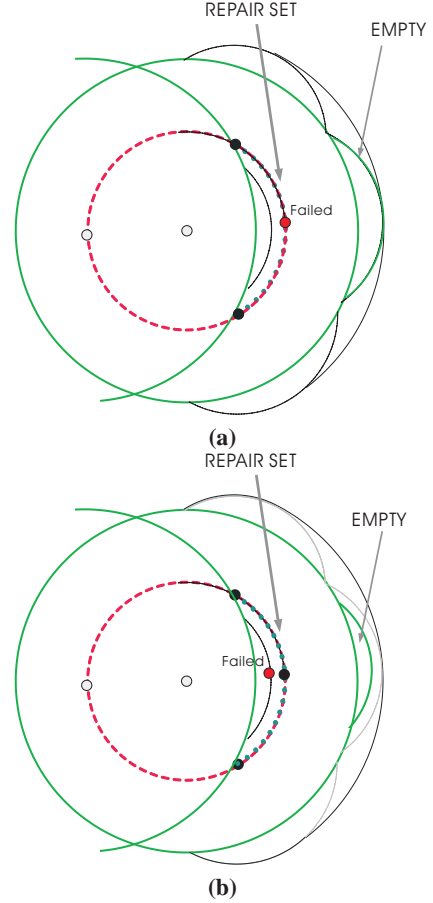 REPAIR SET
EMPTY
Failed
(a)
REPAIR SET
EMPTY
Failed
(b)